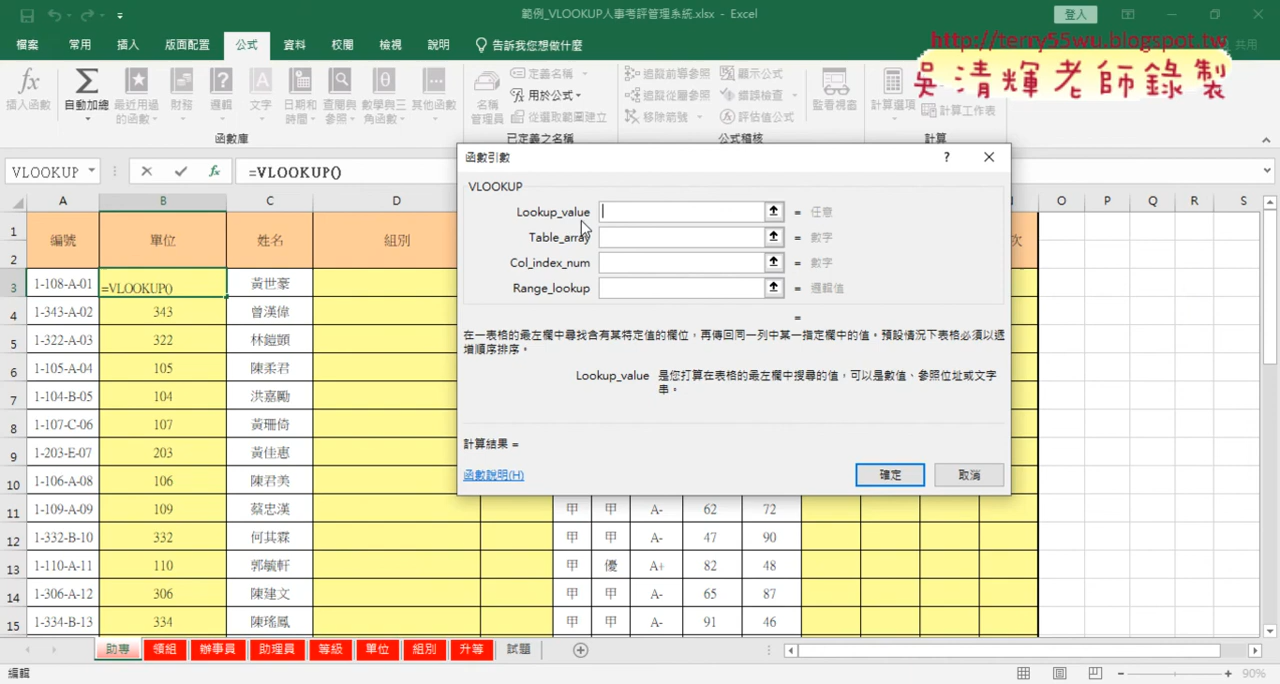 範例_VLOOKUP人事考評管理系統.xlsx - Excel
登入
檔案 常用 插入 版面配置 公式 資料 校閱 檢視 說明 告訴我您想做什麼
共用
http://terry55wu.blogspot.tw
吳清輝老師錄製
插入函數 自動加總 最近用過的函數 財務 邏輯 文字 日期和時間 查閱與參照 數學與三角函數 其他函數
函數庫
名稱管理員 定義名稱 用於公式 從選取範圍建立
已定義之名稱
追蹤前導參照 追蹤從屬參照 移除箭號 顯示公式 錯誤檢查 評估值公式
公式稽核
監看視窗
計算選項 計算工作表
計算
VLOOKUP
=VLOOKUP()
A B C D O P Q R S
1 編號 單位 姓名 組別 次
2
3 1-108-A-01 =VLOOKUP() 黃世豪
4 1-343-A-02 343 曾漢偉
5 1-322-A-03 322 林鎧顗
6 1-105-A-04 105 陳柔君
7 1-104-B-05 104 洪嘉勵
8 1-107-C-06 107 黃珊倚
9 1-203-E-07 203 黃佳惠
10 1-106-A-08 106 陳君美
11 1-109-A-09 109 蔡忠漢 甲 甲 A- 62 72
12 1-332-B-10 332 何其霖 甲 甲 A- 47 90
13 1-110-A-11 110 郭毓軒 甲 優 A+ 82 48
14 1-306-A-12 306 陳建文 甲 甲 A- 65 87
15 1-334-B-13 334 陳瑤鳳 甲 甲 A- 91 46
函數引數
? ×
VLOOKUP
Lookup_value = 任意
Table_array = 數字
Col_index_num = 數字
Range_lookup = 邏輯值
=
在一表格的最左欄中尋找含有某特定值的欄位，再傳回同一列中某一指定欄中的值。預設情況下表格必須以遞
增順序排序。
Lookup_value 是您打算在表格的最左欄中搜尋的值，可以是數值、參照位址或文字
串。
計算結果 =
函數說明(H)
確定 取消
助專 領組 辦事員 助理員 等級 單位 組別 升等 試題
編輯
90%